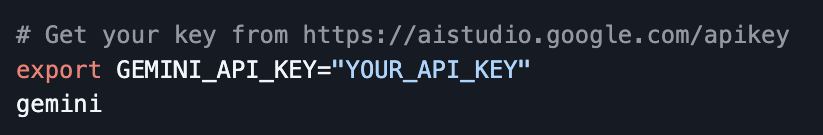 # Get your key from https://aistudio.google.com/apikey
export GEMINI_API_KEY="YOUR_API_KEY"
gemini